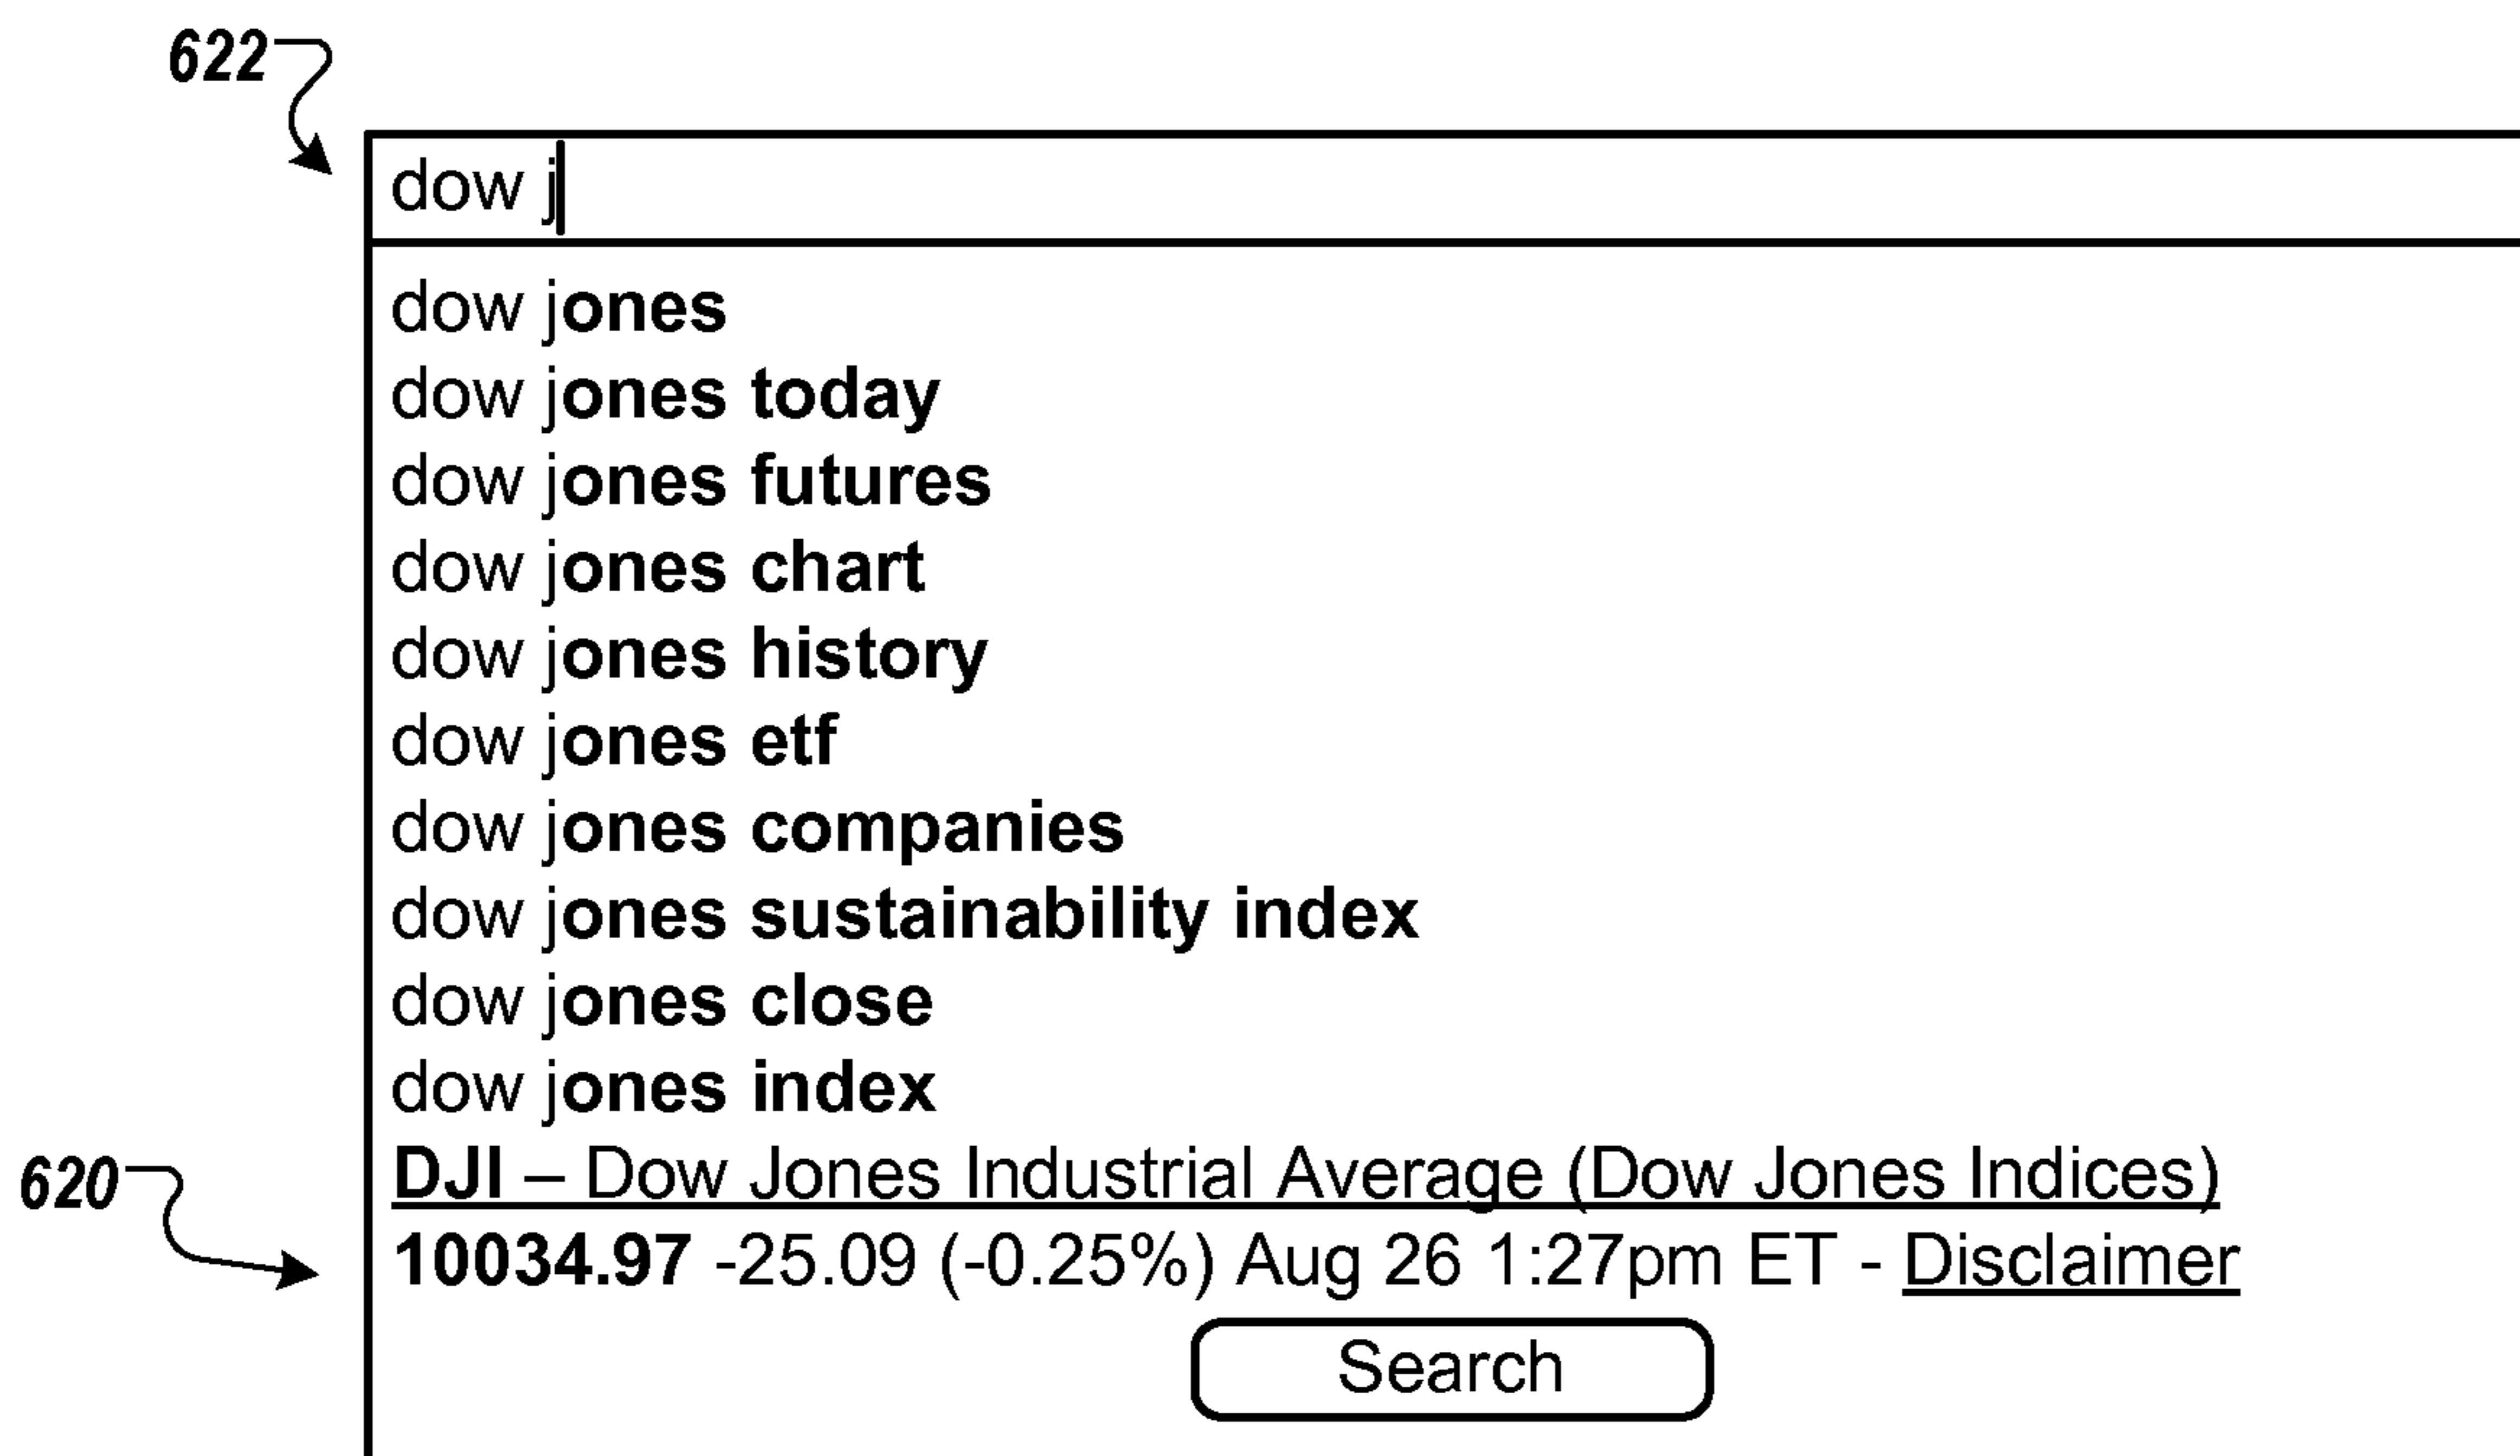 622
dow j
dow jones
dow jones today
dow jones futures
dow jones chart
dow jones history
dow jones etf
dow jones companies
dow jones sustainability index
dow jones close
dow jones index
DJI – Dow Jones Industrial Average (Dow Jones Indices)
620
10034.97 -25.09 (-0.25%) Aug 26 1:27pm ET - Disclaimer
Search